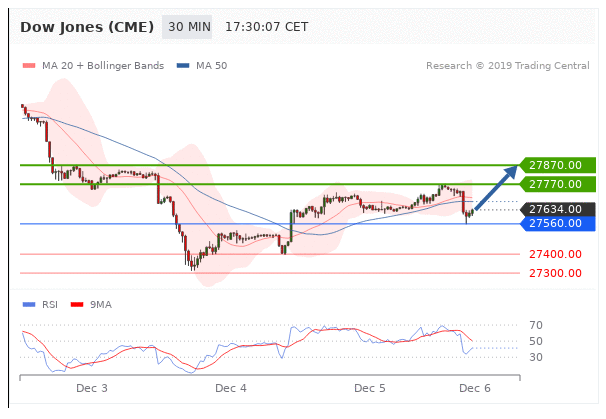 Dow Jones (CME) 30 MIN 17:30:07 CET
MA 20 + Bollinger Bands MA 50 Research © 2019 Trading Central
27870.00
27770.00
27634.00
27560.00
27400.00
27300.00
RSI 9MA
70
50
30
Dec 3 Dec 4 Dec 5 Dec 6